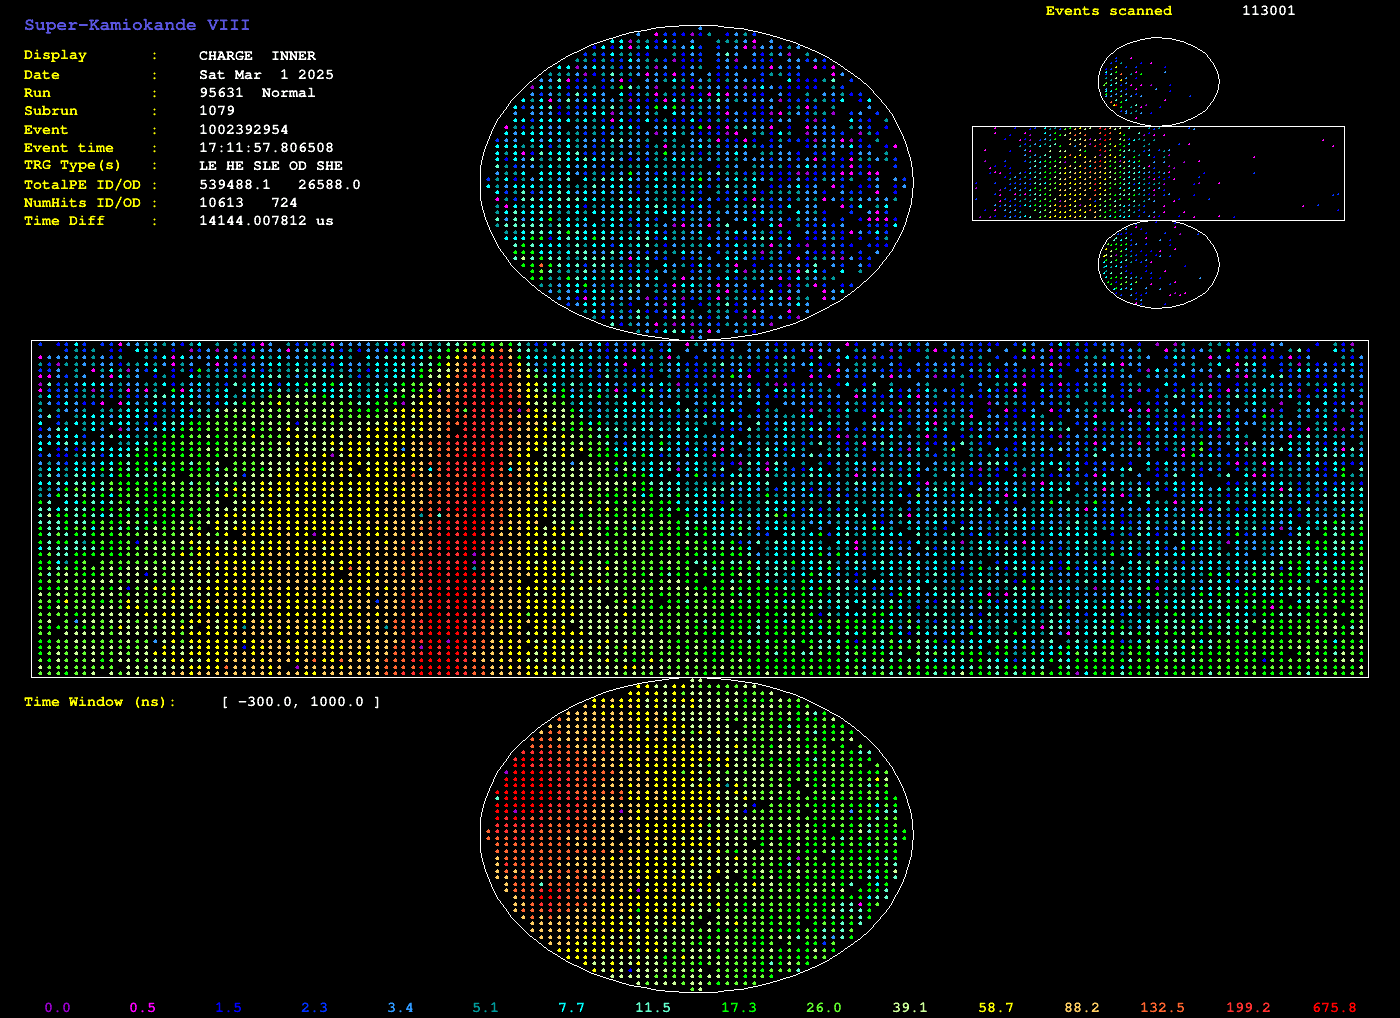 Super-Kamiokande VIII
Events scanned 113001
Display : CHARGE INNER
Date : Sat Mar 1 2025
Run : 95631 Normal
Subrun : 1079
Event : 1002392954
Event time : 17:11:57.806508
TRG Type(s) : LE HE SLE OD SHE
TotalPE ID/OD : 539488.1 26588.0
NumHits ID/OD : 10613 724
Time Diff : 14144.007812 us
Time Window (ns): [ -300.0, 1000.0 ]
0.0 0.5 1.5 2.3 3.4 5.1 7.7 11.5 17.3 26.0 39.1 58.7 88.2 132.5 199.2 675.8